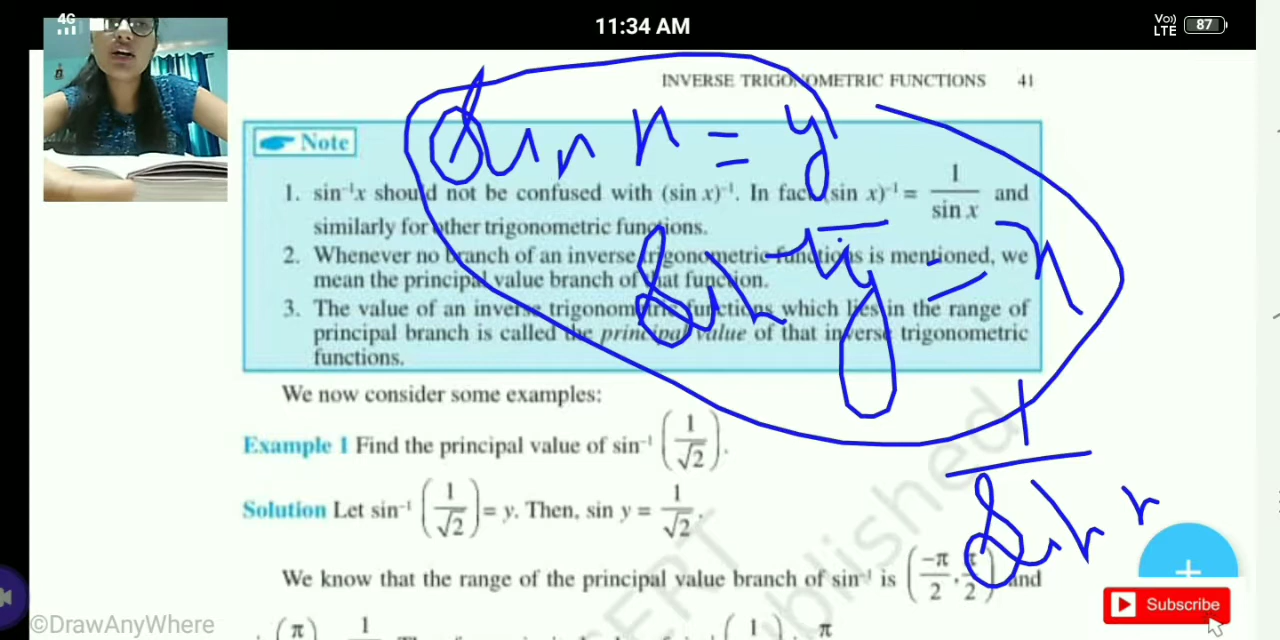 4G
11:34 AM
Vo))
LTE
87
INVERSE TRIGONOMETRIC FUNCTIONS 41
Note
1. sin⁻¹x should not be confused with (sin x)⁻¹. In fact (sin x)⁻¹ = 1/sin x and
similarly for other trigonometric functions.
2. Whenever no branch of an inverse trigonometric functions is mentioned, we
mean the principal value branch of that function.
3. The value of an inverse trigonometric functions which lies in the range of
principal branch is called the principal value of that inverse trigonometric
functions.
sin x = y
sin⁻¹ y = x
1/sin x
We now consider some examples:
Example 1 Find the principal value of sin⁻¹ (1/√2).
Solution Let sin⁻¹ (1/√2) = y. Then, sin y = 1/√2.
We know that the range of the principal value branch of sin⁻¹ is (−π/2, π/2) and
Subscribe
©DrawAnyWhere